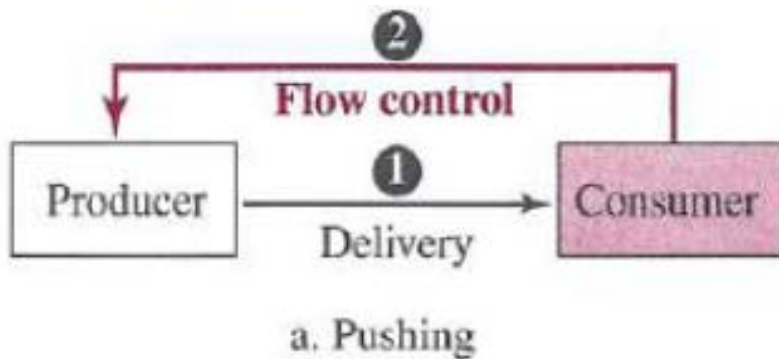 2
Flow control
1
Producer
Consumer
Delivery
a. Pushing